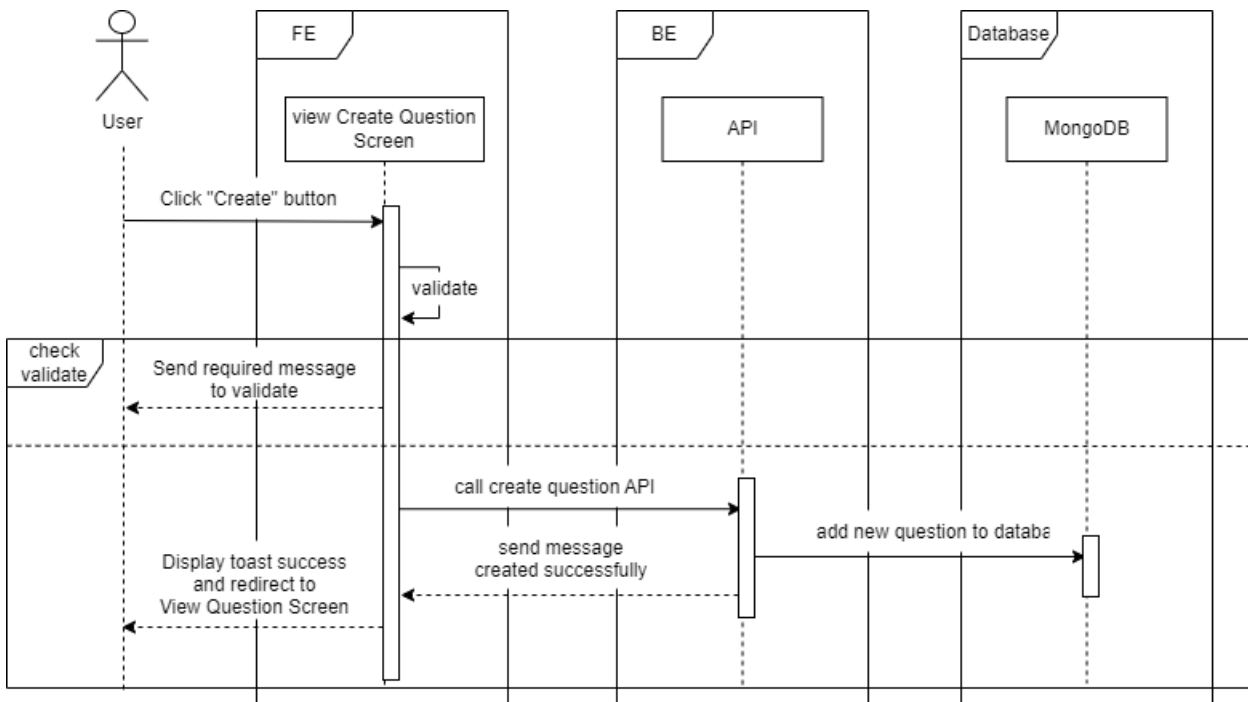 FE
BE
Database
User
view Create Question
Screen
API
MongoDB
Click "Create" button
validate
check
validate
Send required message
to validate
call create question API
add new question to databa
send message
created successfully
Display toast success
and redirect to
View Question Screen